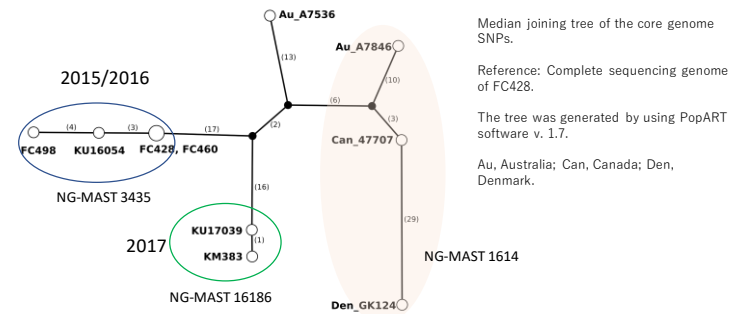 Au_A7536
(13)
Au_A7846
(10)
2015/2016
(6)
(2)
(3)
(4)
(3)
(17)
Can_47707
FC498
KU16054
FC428, FC460
NG-MAST 3435
(16)
(29)
2017
KU17039
(1)
KM383
NG-MAST 1614
NG-MAST 16186
Den_GK124
Median joining tree of the core genome
SNPs.
Reference: Complete sequencing genome
of FC428.
The tree was generated by using PopART
software v. 1.7.
Au, Australia; Can, Canada; Den,
Denmark.